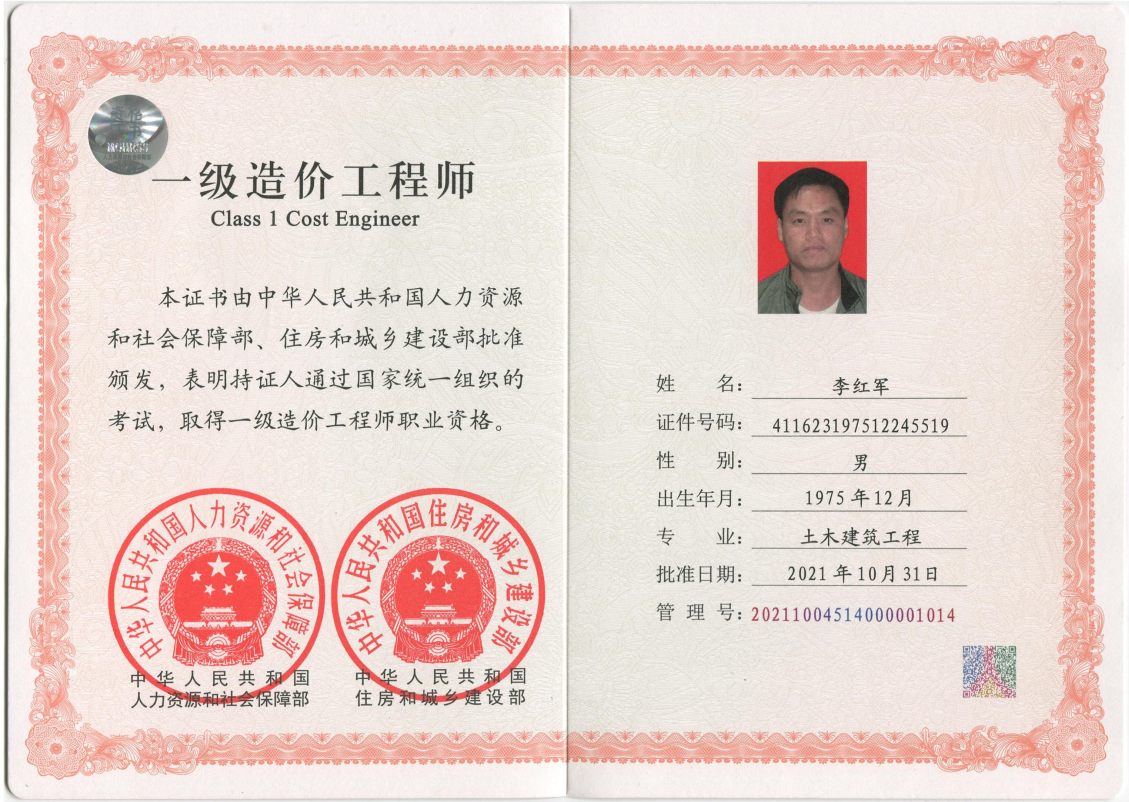 一级造价工程师
Class 1 Cost Engineer
本证书由中华人民共和国人力资源
和社会保障部、住房和城乡建设部批准
颁发，表明持证人通过国家统一组织的
考试，取得一级造价工程师职业资格。
中华人民共和国人力资源和社会保障部
中华人民共和国住房和城乡建设部
中华人民共和国
人力资源和社会保障部
中华人民共和国
住房和城乡建设部
姓名：李红军
证件号码：411623197512245519
性别：男
出生年月：1975年12月
专业：土木建筑工程
批准日期：2021年10月31日
管理号：20211004514000001014